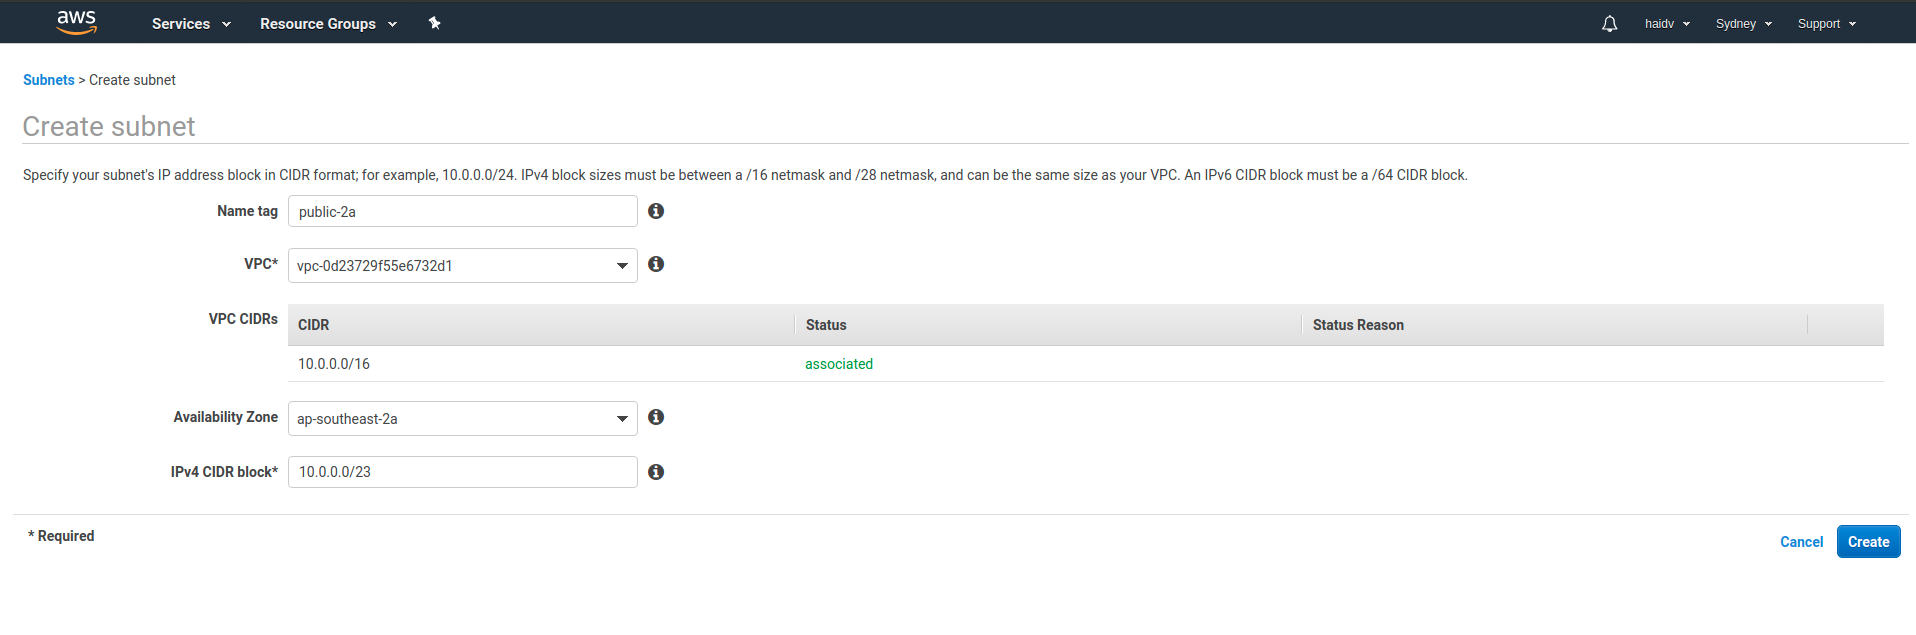 aws Services Resource Groups haidv Sydney Support
Subnets > Create subnet
Create subnet
Specify your subnet's IP address block in CIDR format; for example, 10.0.0.0/24. IPv4 block sizes must be between a /16 netmask and /28 netmask, and can be the same size as your VPC. An IPv6 CIDR block must be a /64 CIDR block.
Name tag public-2a
VPC* vpc-0d23729f55e6732d1
VPC CIDRs CIDR Status Status Reason
10.0.0.0/16 associated
Availability Zone ap-southeast-2a
IPv4 CIDR block* 10.0.0.0/23
* Required
Cancel Create